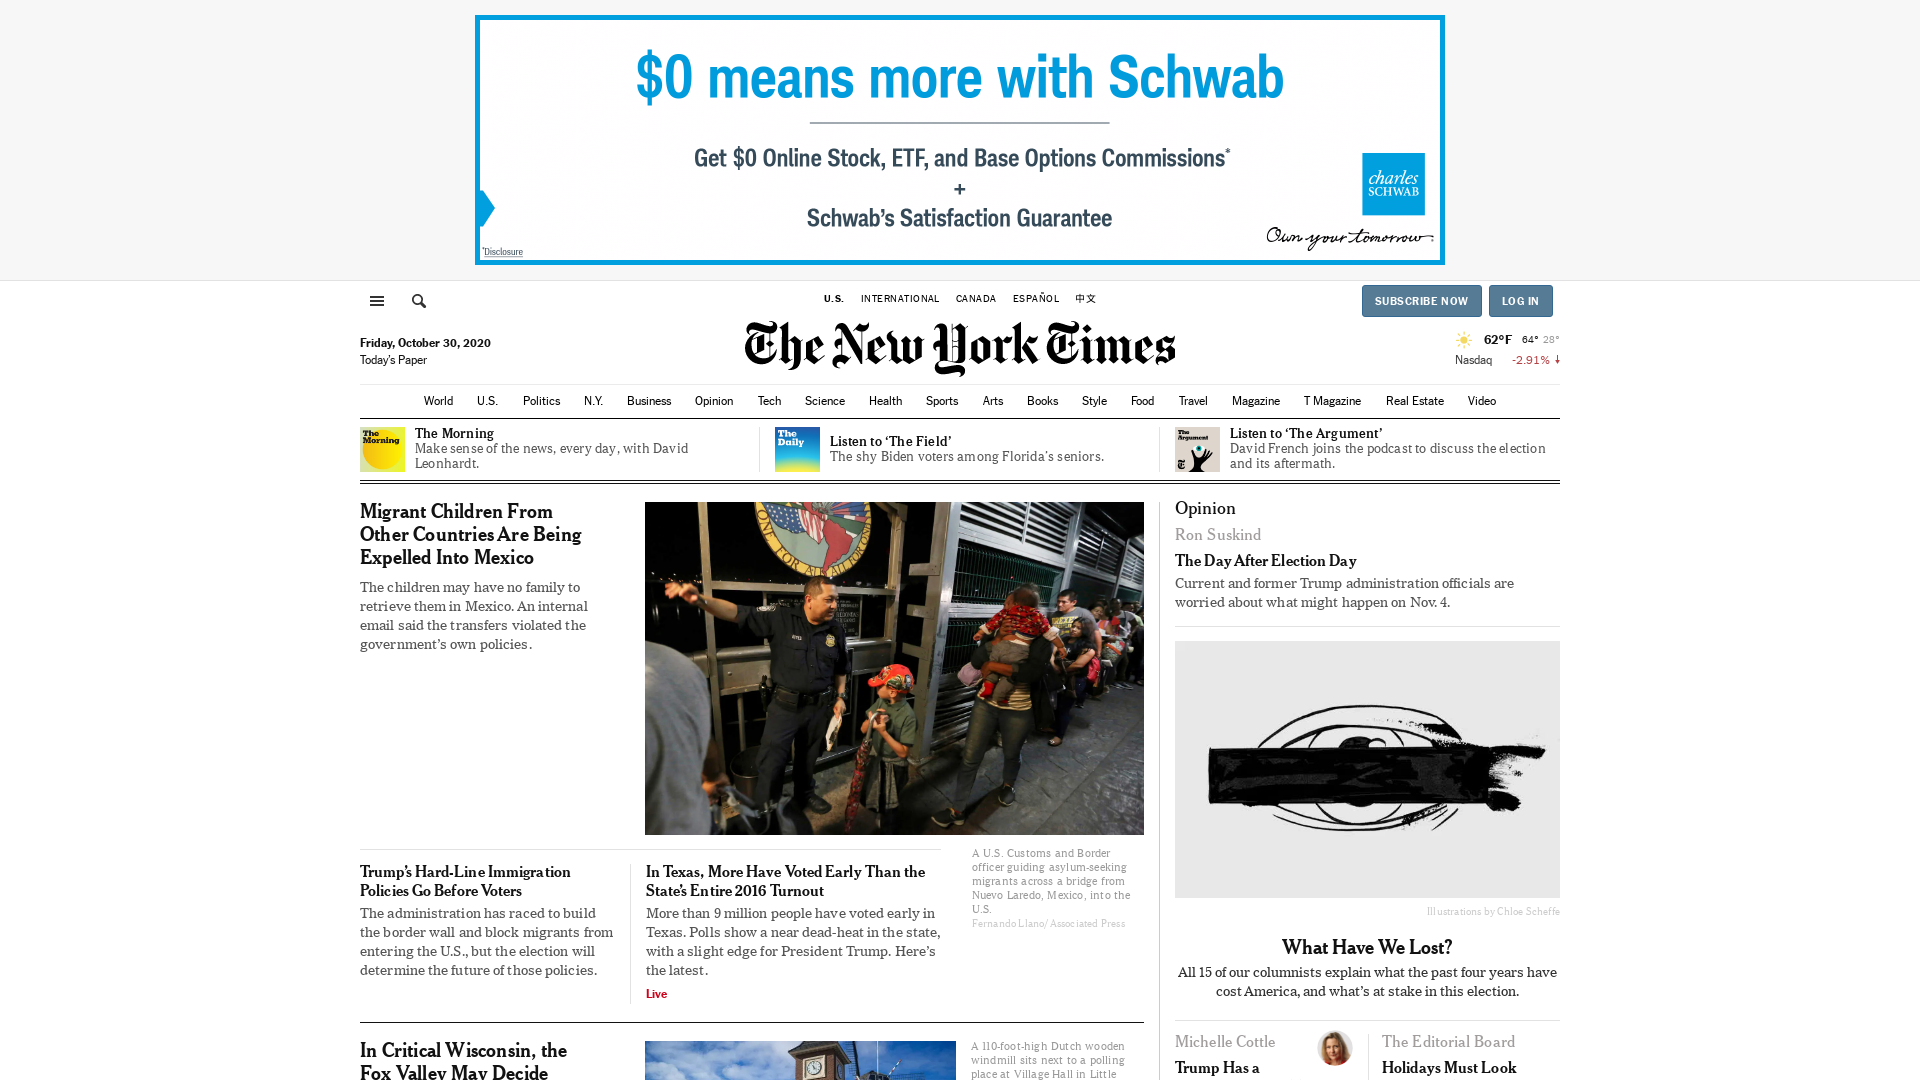 $0 means more with Schwab
Get $0 Online Stock, ETF, and Base Options Commissions*
+
Schwab's Satisfaction Guarantee
charles
SCHWAB
Own your tomorrow.
*Disclosure
U.S.
INTERNATIONAL
CANADA
ESPAÑOL
中文
SUBSCRIBE NOW
LOG IN
The New York Times
Friday, October 30, 2020
Today's Paper
62°F 64° 28°
Nasdaq -2.91%
World
U.S.
Politics
N.Y.
Business
Opinion
Tech
Science
Health
Sports
Arts
Books
Style
Food
Travel
Magazine
T Magazine
Real Estate
Video
The
Morning
The Morning
Make sense of the news, every day, with David
Leonhardt.
The
Daily
Listen to ‘The Field’
The shy Biden voters among Florida’s seniors.
The
Argument
Listen to ‘The Argument’
David French joins the podcast to discuss the election
and its aftermath.
Migrant Children From
Other Countries Are Being
Expelled Into Mexico
The children may have no family to
retrieve them in Mexico. An internal
email said the transfers violated the
government’s own policies.
A U.S. Customs and Border
officer guiding asylum-seeking
migrants across a bridge from
Nuevo Laredo, Mexico, into the
U.S.
Fernando Llano/Associated Press
Trump’s Hard-Line Immigration
Policies Go Before Voters
The administration has raced to build
the border wall and block migrants from
entering the U.S., but the election will
determine the future of those policies.
In Texas, More Have Voted Early Than the
State’s Entire 2016 Turnout
More than 9 million people have voted early in
Texas. Polls show a near dead-heat in the state,
with a slight edge for President Trump. Here’s
the latest.
Live
In Critical Wisconsin, the
Fox Valley May Decide
A 110-foot-high Dutch wooden
windmill sits next to a polling
place at Village Hall in Little
Opinion
Ron Suskind
The Day After Election Day
Current and former Trump administration officials are
worried about what might happen on Nov. 4.
Illustrations by Chloe Scheffe
What Have We Lost?
All 15 of our columnists explain what the past four years have
cost America, and what’s at stake in this election.
Michelle Cottle
Trump Has a
The Editorial Board
Holidays Must Look